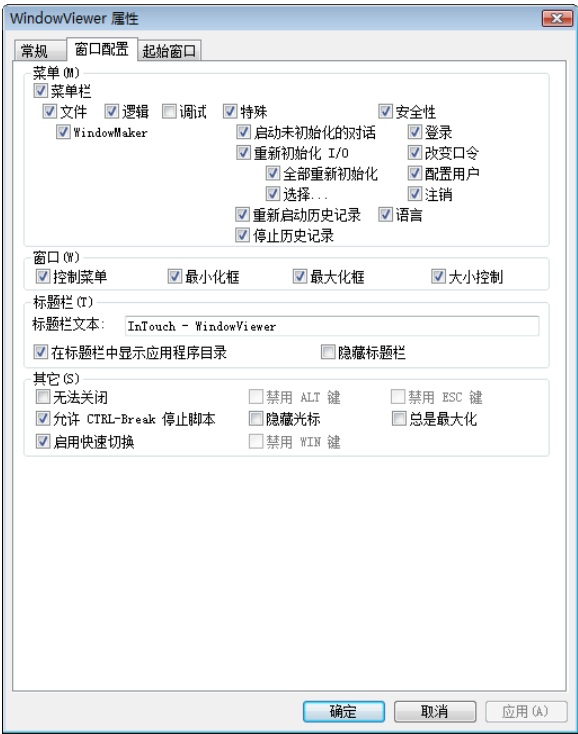 WindowViewer 属性
常规 窗口配置 起始窗口
菜单(M)
菜单栏
文件 逻辑 调试 特殊 安全性
WindowMaker 启动未初始化的对话 登录
重新初始化 I/O 改变口令
全部重新初始化 配置用户
选择... 注销
重新启动历史记录 语言
停止历史记录
窗口(W)
控制菜单 最小化框 最大化框 大小控制
标题栏(T)
标题栏文本: InTouch - WindowViewer
在标题栏中显示应用程序目录 隐藏标题栏
其它(S)
无法关闭 禁用 ALT 键 禁用 ESC 键
允许 CTRL-Break 停止脚本 隐藏光标 总是最大化
启用快速切换 禁用 WIN 键
确定 取消 应用(A)